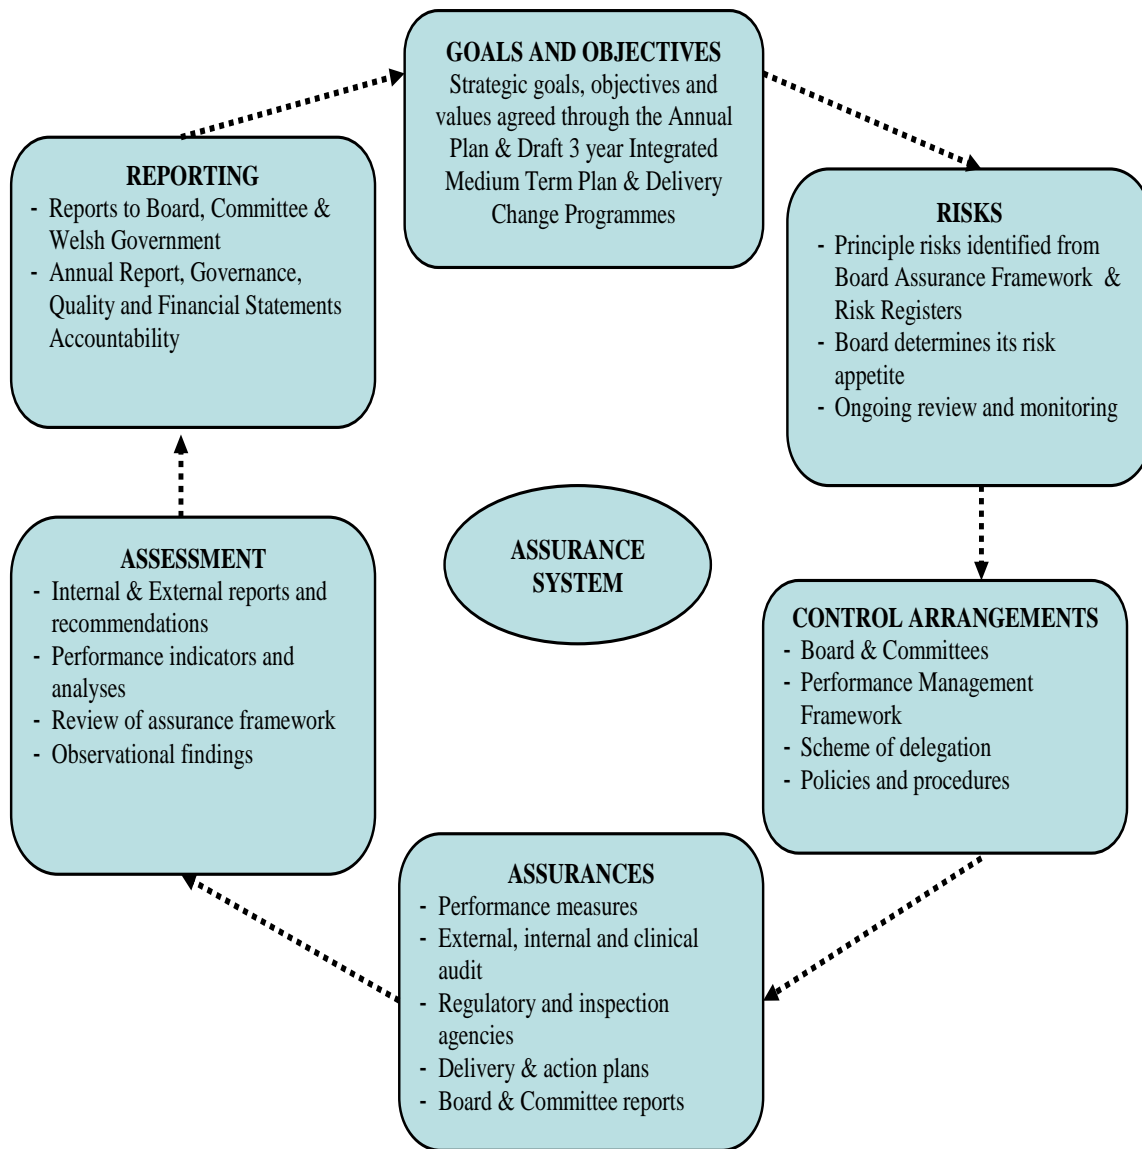 GOALS AND OBJECTIVES
Strategic goals, objectives and
values agreed through the Annual
Plan & Draft 3 year Integrated
Medium Term Plan & Delivery
Change Programmes
RISKS
- Principle risks identified from
Board Assurance Framework &
Risk Registers
- Board determines its risk
appetite
- Ongoing review and monitoring
CONTROL ARRANGEMENTS
- Board & Committees
- Performance Management
Framework
- Scheme of delegation
- Policies and procedures
ASSURANCES
- Performance measures
- External, internal and clinical
audit
- Regulatory and inspection
agencies
- Delivery & action plans
- Board & Committee reports
ASSESSMENT
- Internal & External reports and
recommendations
- Performance indicators and
analyses
- Review of assurance framework
- Observational findings
REPORTING
- Reports to Board, Committee &
Welsh Government
- Annual Report, Governance,
Quality and Financial Statements
Accountability
ASSURANCE
SYSTEM